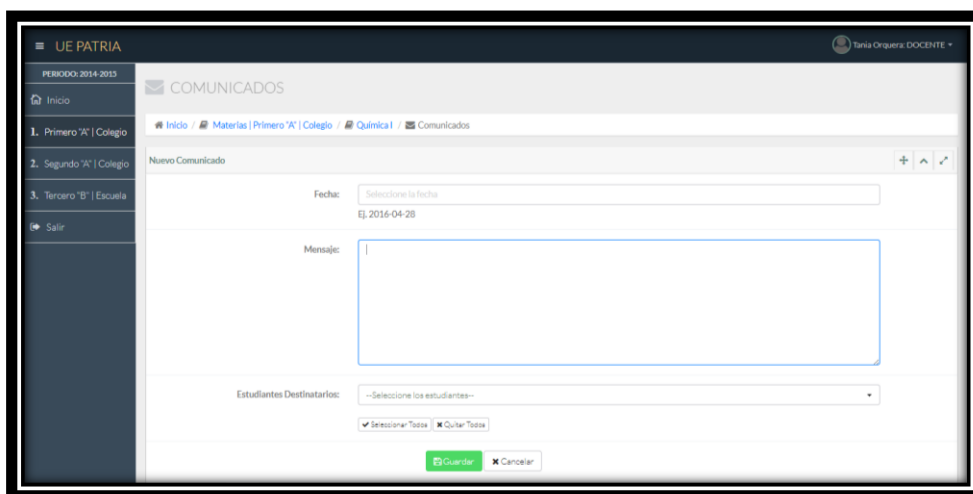 ≡ UE PATRIA
Tania Orquera: DOCENTE
PERIODO: 2014-2015
Inicio
1. Primero "A" | Colegio
2. Segundo "A" | Colegio
3. Tercero "B" | Escuela
Salir
COMUNICADOS
Inicio / Materias | Primero "A" | Colegio / Química I / Comunicados
Nuevo Comunicado
Fecha:
Seleccione la fecha
Ej. 2016-04-28
Mensaje:
Estudiantes Destinatarios:
--Seleccione los estudiantes--
Seleccionar Todos
Quitar Todos
Guardar
Cancelar